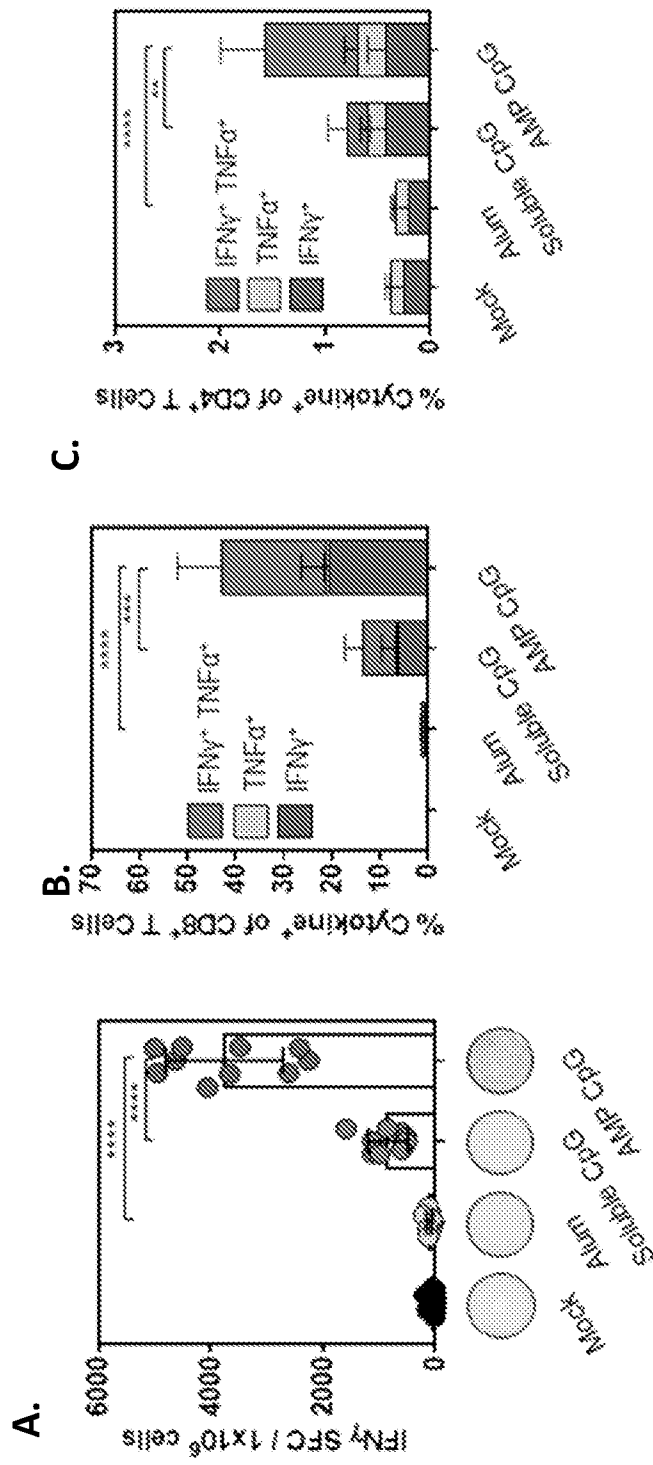 A.
IFNγ SFC / 1x10⁶ cells
6000
4000
2000
0
****
****
Mock
Alum
Soluble CpG
AMP CpG
B.
% Cytokine⁺ of CD8⁺ T Cells
70
60
50
40
30
20
10
0
IFNγ⁺ TNFα⁺
TNFα⁺
IFNγ⁺
****
***
Mock
Alum
Soluble CpG
AMP CpG
C.
% Cytokine⁺ of CD4⁺ T Cells
3
2
1
0
IFNγ⁺ TNFα⁺
TNFα⁺
IFNγ⁺
****
**
Mock
Alum
Soluble CpG
AMP CpG